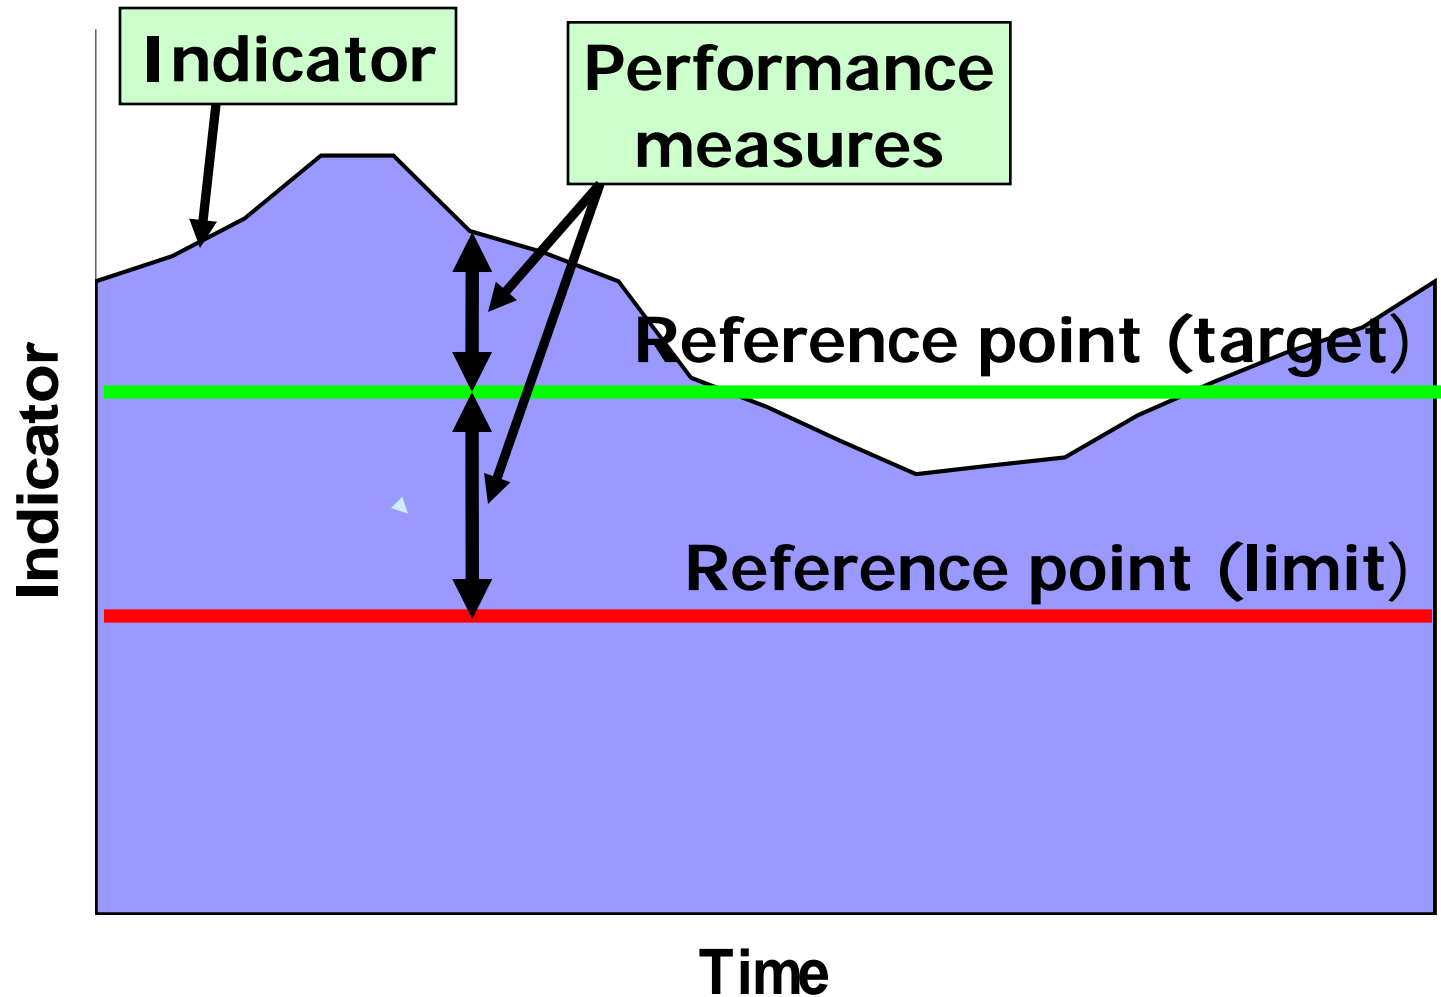 Indicator
Performance
measures
Reference point (target)
Indicator
Reference point (limit)
Time